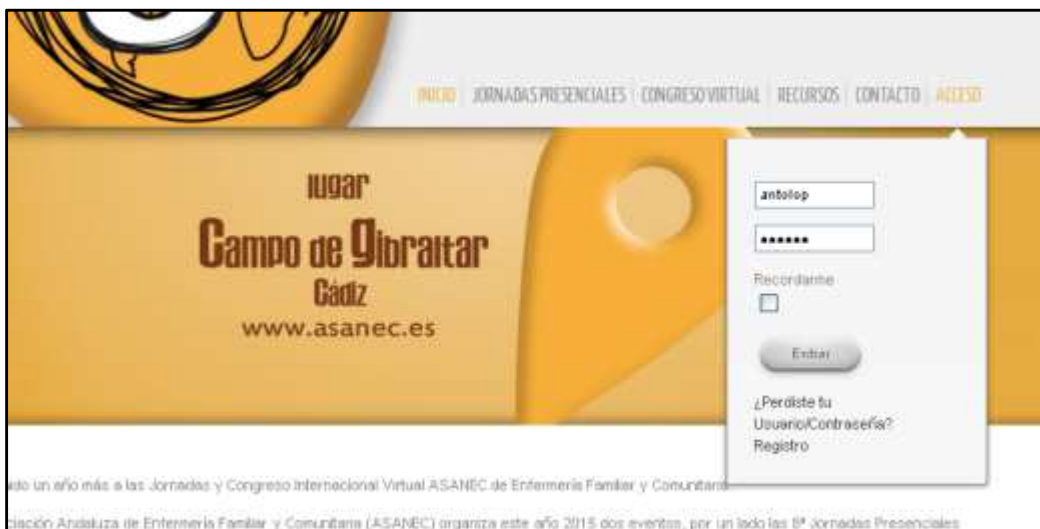 INICIO JORNADAS PRESENCIALES CONGRESO VIRTUAL RECURSOS CONTACTO ACCESO
lugar
Campo de Gibraltar
Cádiz
www.asanec.es
antolop
••••••
Recordarme
Entrar
¿Perdiste tu
Usuario/Contraseña?
Registro
un año más a las Jornadas y Congreso Internacional Virtual ASANEC de Enfermería Familiar y Comunitaria
Andaluza de Enfermería Familiar y Comunitaria (ASANEC) organiza este año 2015 dos eventos, por un lado las 8ª Jornadas Presenciales